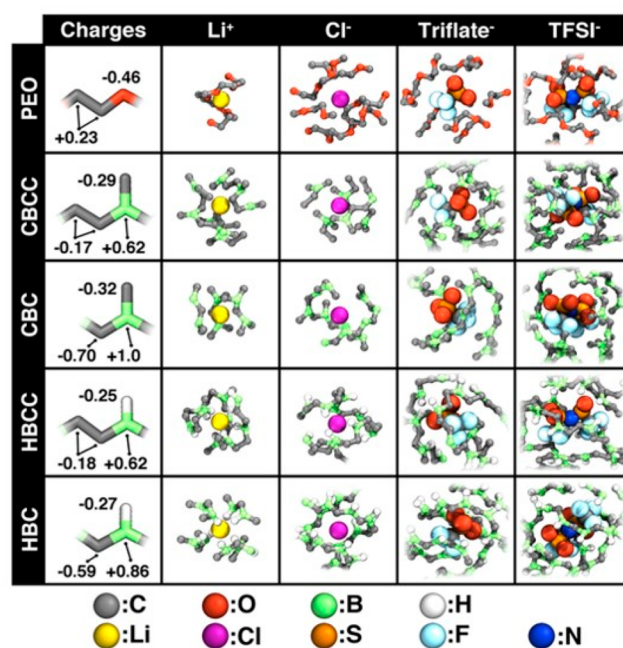 Charges Li⁺ Cl⁻ Triflate⁻ TFSI⁻
PEO
-0.46
+0.23
CBCC
-0.29
-0.17 +0.62
CBC
-0.32
-0.70 +1.0
HBCC
-0.25
-0.18 +0.62
HBC
-0.27
-0.59 +0.86
:C :O :B :H
:Li :Cl :S :F :N